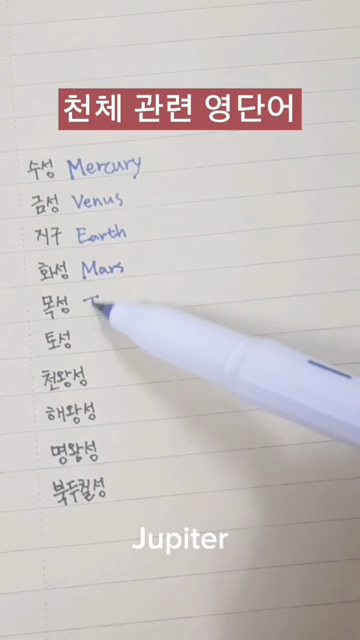 천체 관련 영단어
수성 Mercury
금성 Venus
지구 Earth
화성 Mars
목성
토성
천왕성
해왕성
명왕성
북두칠성
Jupiter